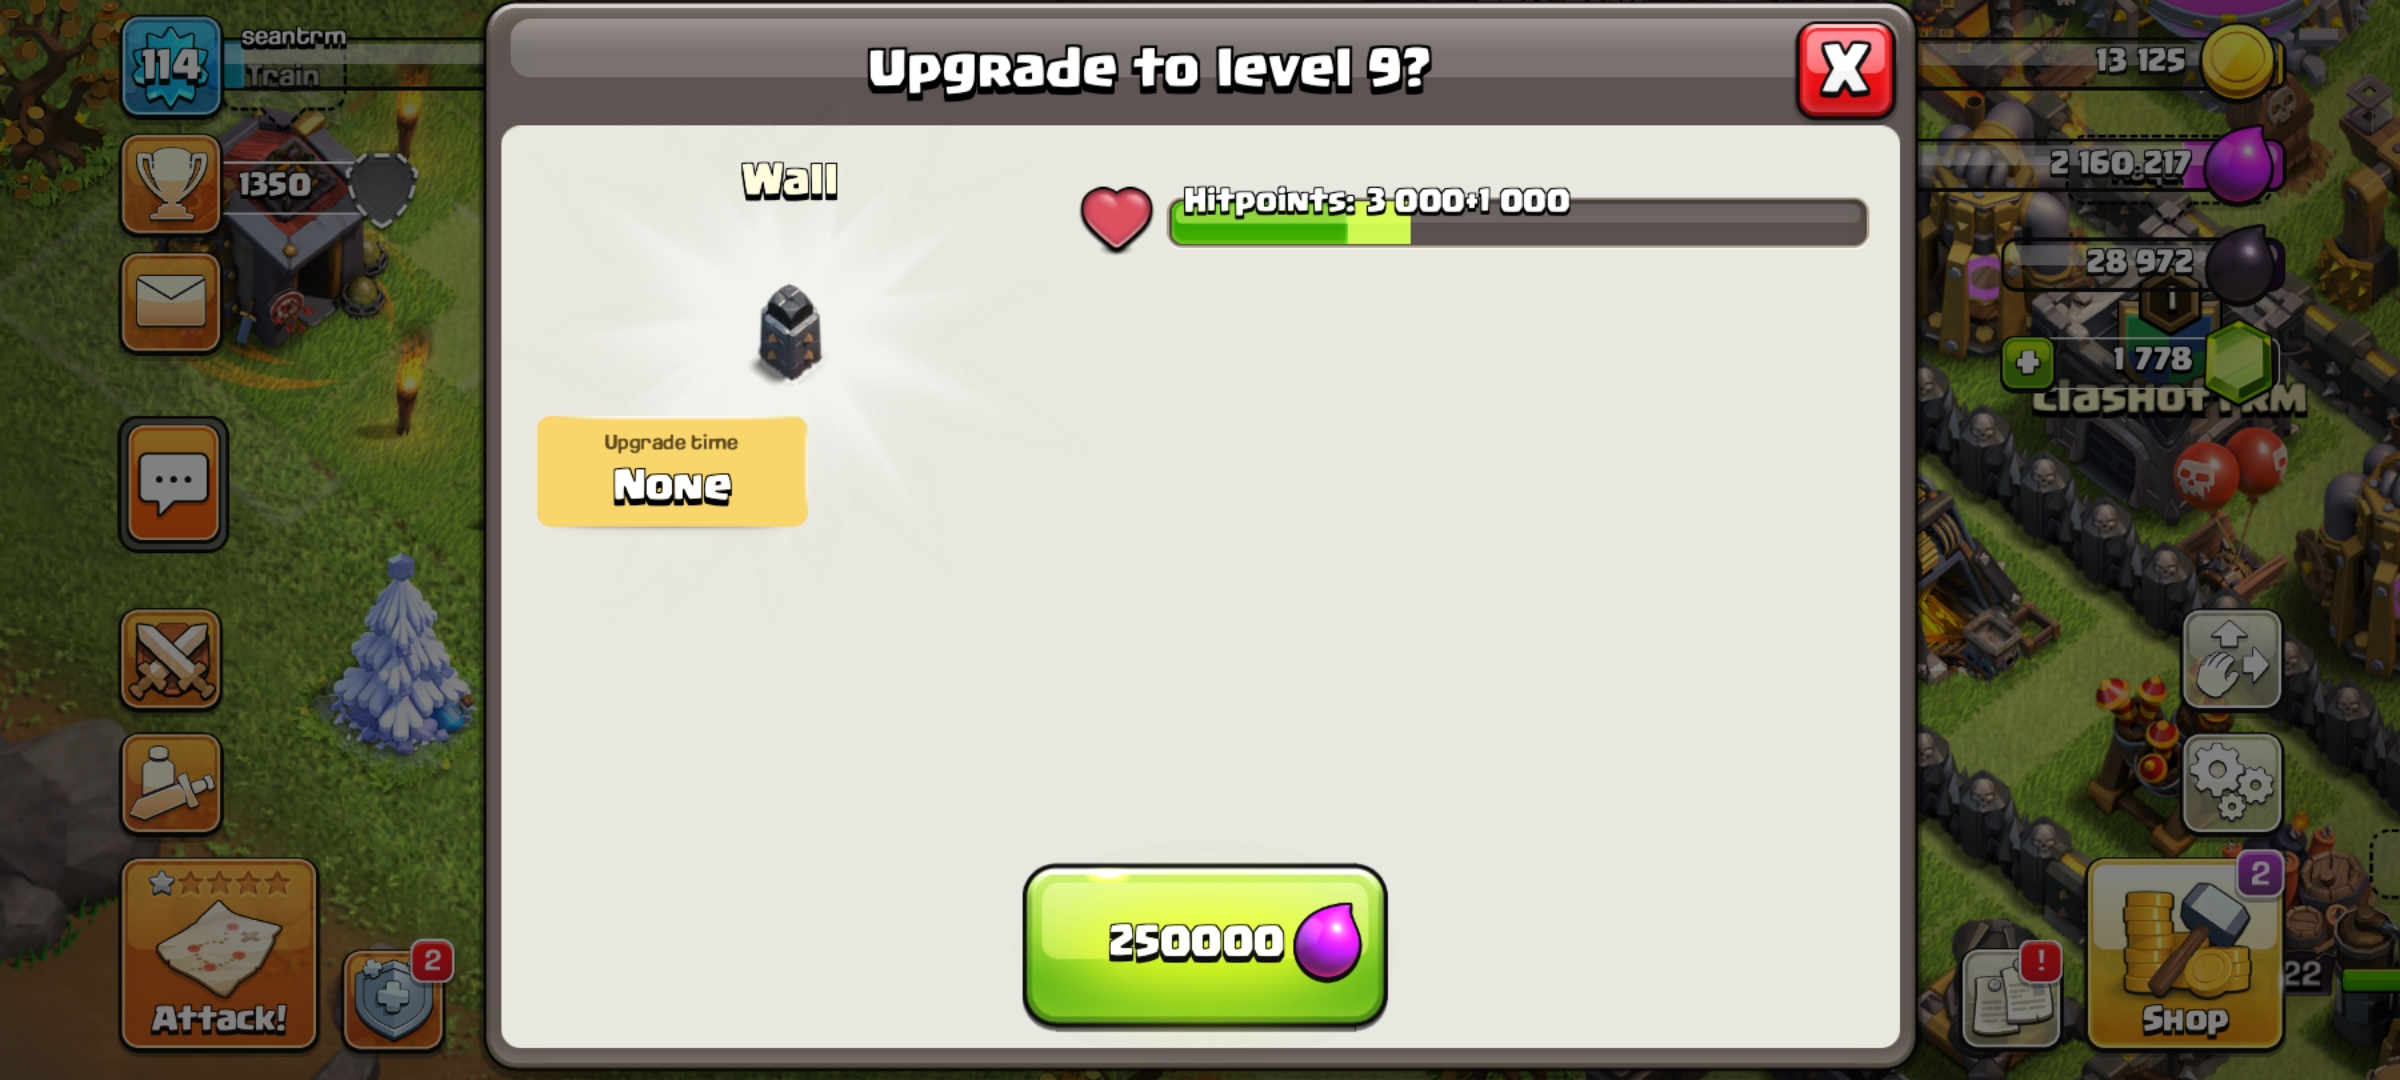 114
seantrm
Train
1350
Upgrade to level 9?
X
Wall
Hitpoints: 3 000+1 000
Upgrade time
None
250000
13 125
2 160 217
28 972
1
1 778
2
22
!
Shop
Attack!
2